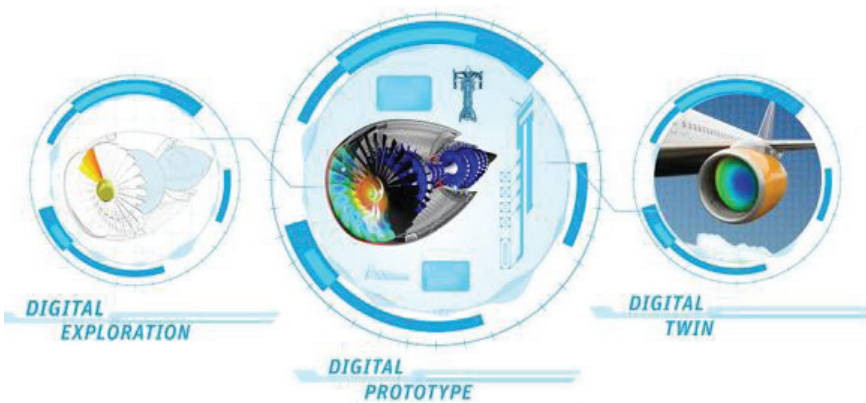 DIGITAL
EXPLORATION
DIGITAL
PROTOTYPE
DIGITAL
TWIN